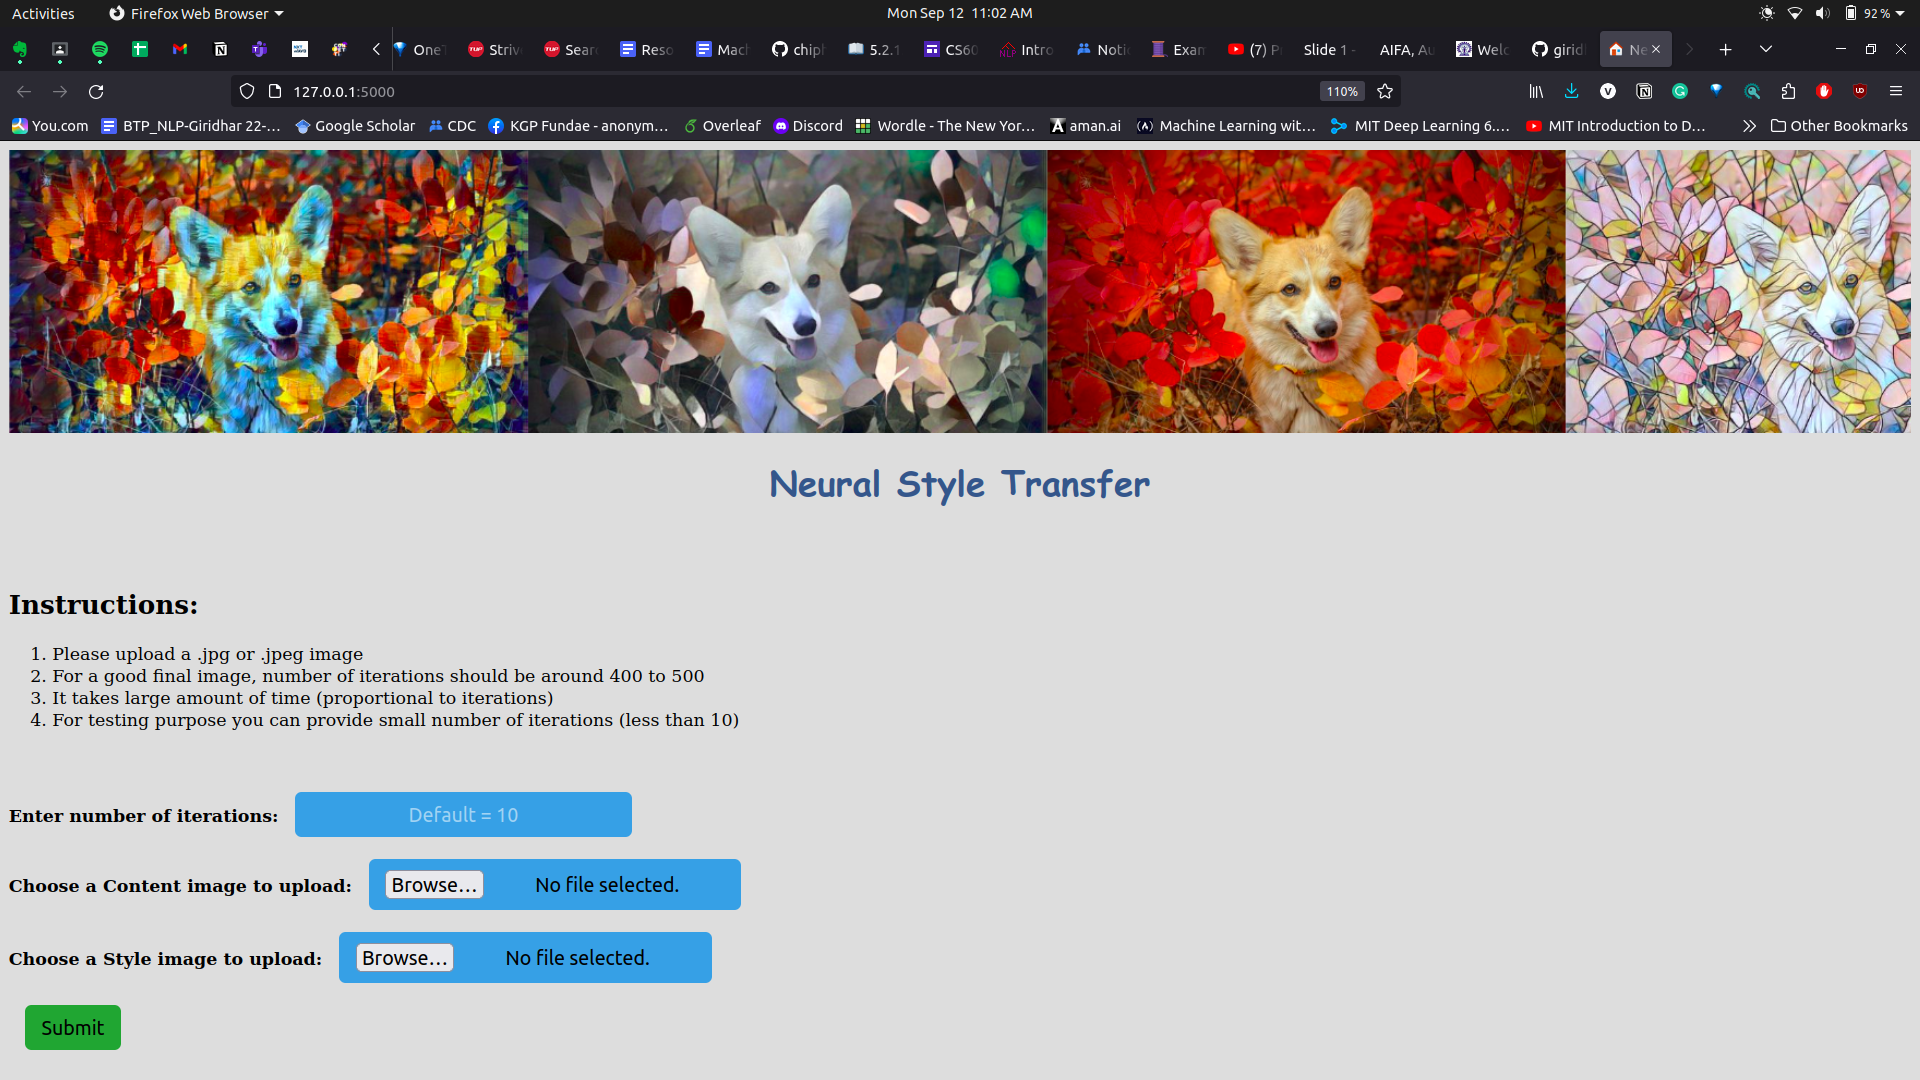 Activities Firefox Web Browser Mon Sep 12 11:02 AM 92 %
OneT Strive Sear Reso Mach chiph 5.2.1 CS60 Intro Notic Exam (7) P Slide 1 - AIFA, Au Welc girid Ne
127.0.0.1:5000 110%
You.com BTP_NLP-Giridhar 22-... Google Scholar CDC KGP Fundae - anonym... Overleaf Discord Wordle - The New Yor... aman.ai Machine Learning wit... MIT Deep Learning 6.... MIT Introduction to D... Other Bookmarks
Neural Style Transfer
Instructions:
1. Please upload a .jpg or .jpeg image
2. For a good final image, number of iterations should be around 400 to 500
3. It takes large amount of time (proportional to iterations)
4. For testing purpose you can provide small number of iterations (less than 10)
Enter number of iterations: Default = 10
Choose a Content image to upload: Browse... No file selected.
Choose a Style image to upload: Browse... No file selected.
Submit